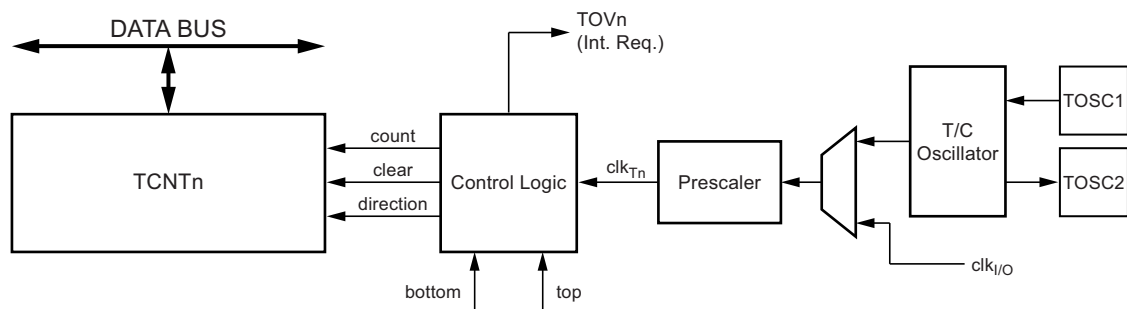 DATA BUS
TOVn
(Int. Req.)
TCNTn
count
clear
direction
Control Logic
clkTn
Prescaler
T/C
Oscillator
TOSC1
TOSC2
clkI/O
bottom
top